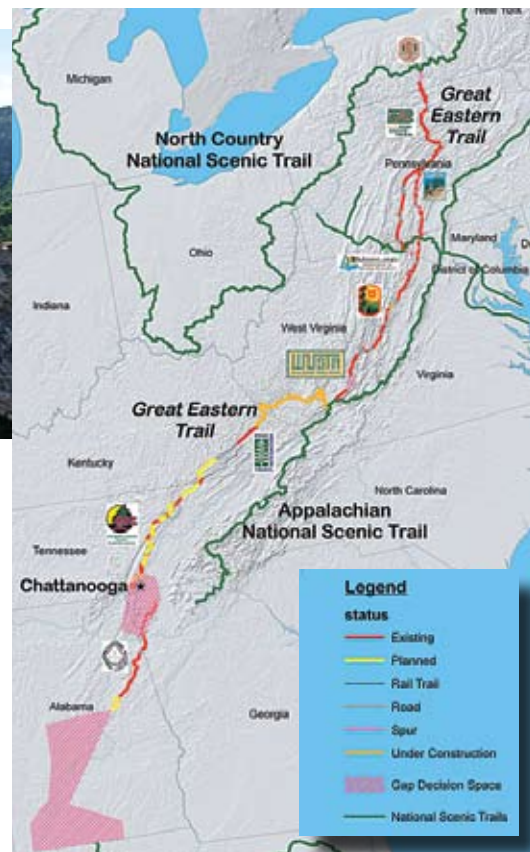 New York
Michigan
Great
Eastern
Trail
North Country
National Scenic Trail
Pennsylvania
Ohio
Maryland
District of Columbia
Indiana
West Virginia
Virginia
Great Eastern
Trail
Kentucky
North Carolina
Appalachian
National Scenic Trail
Tennessee
Chattanooga
Alabama
Georgia
Legend
status
Existing
Planned
Rail Trail
Road
Spur
Under Construction
Gap Decision Space
National Scenic Trails